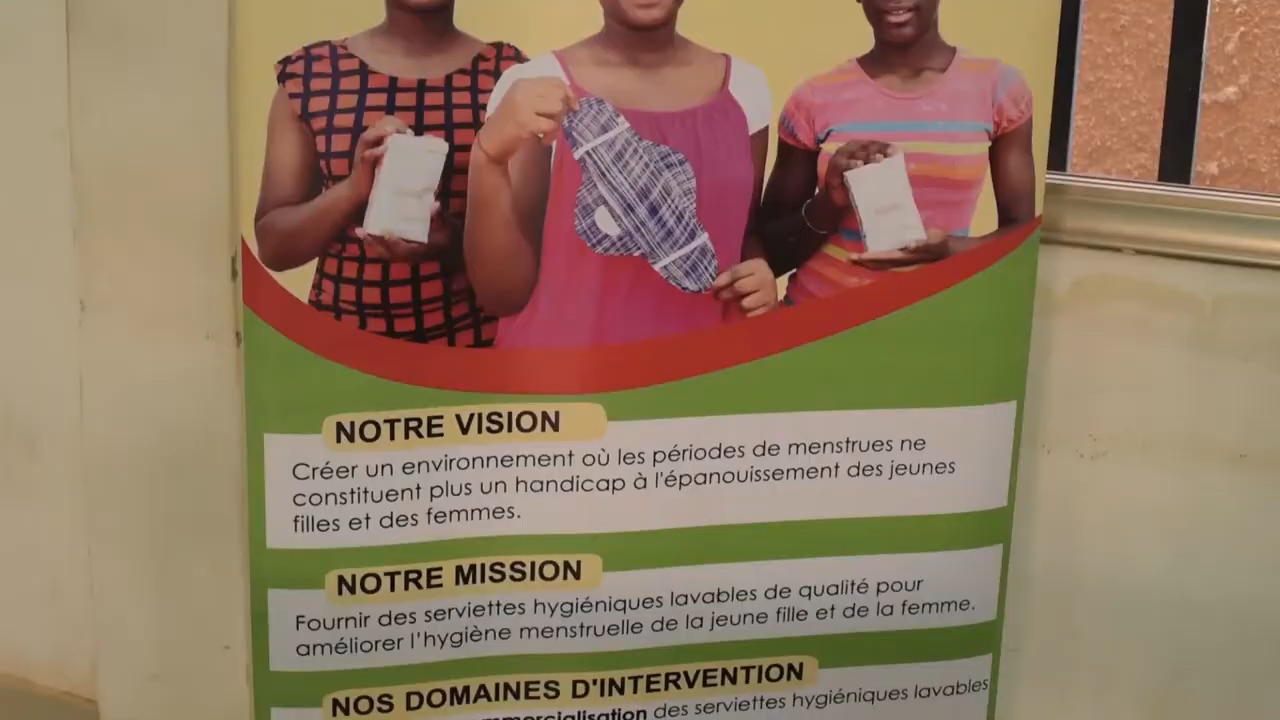 NOTRE VISION
Créer un environnement où les périodes de menstrues ne
constituent plus un handicap à l'épanouissement des jeunes
filles et des femmes.
NOTRE MISSION
Fournir des serviettes hygiéniques lavables de qualité pour
améliorer l'hygiène menstruelle de la jeune fille et de la femme.
NOS DOMAINES D'INTERVENTION
des serviettes hygiéniques lavables